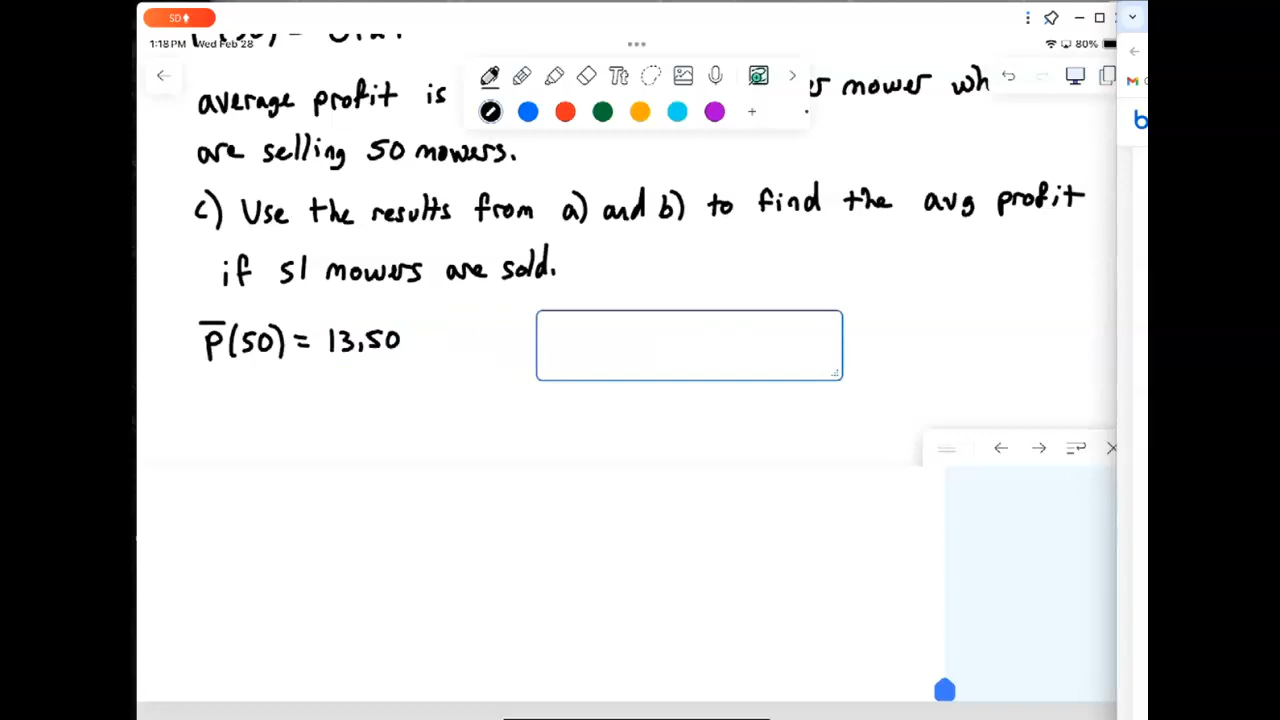 SD
1:18 PM Wed Feb 28
80%
average profit is mower wh
are selling 50 mowers.
c) Use the results from a) and b) to find the avg profit
if 51 mowers are sold.
P̅(50) = 13.50